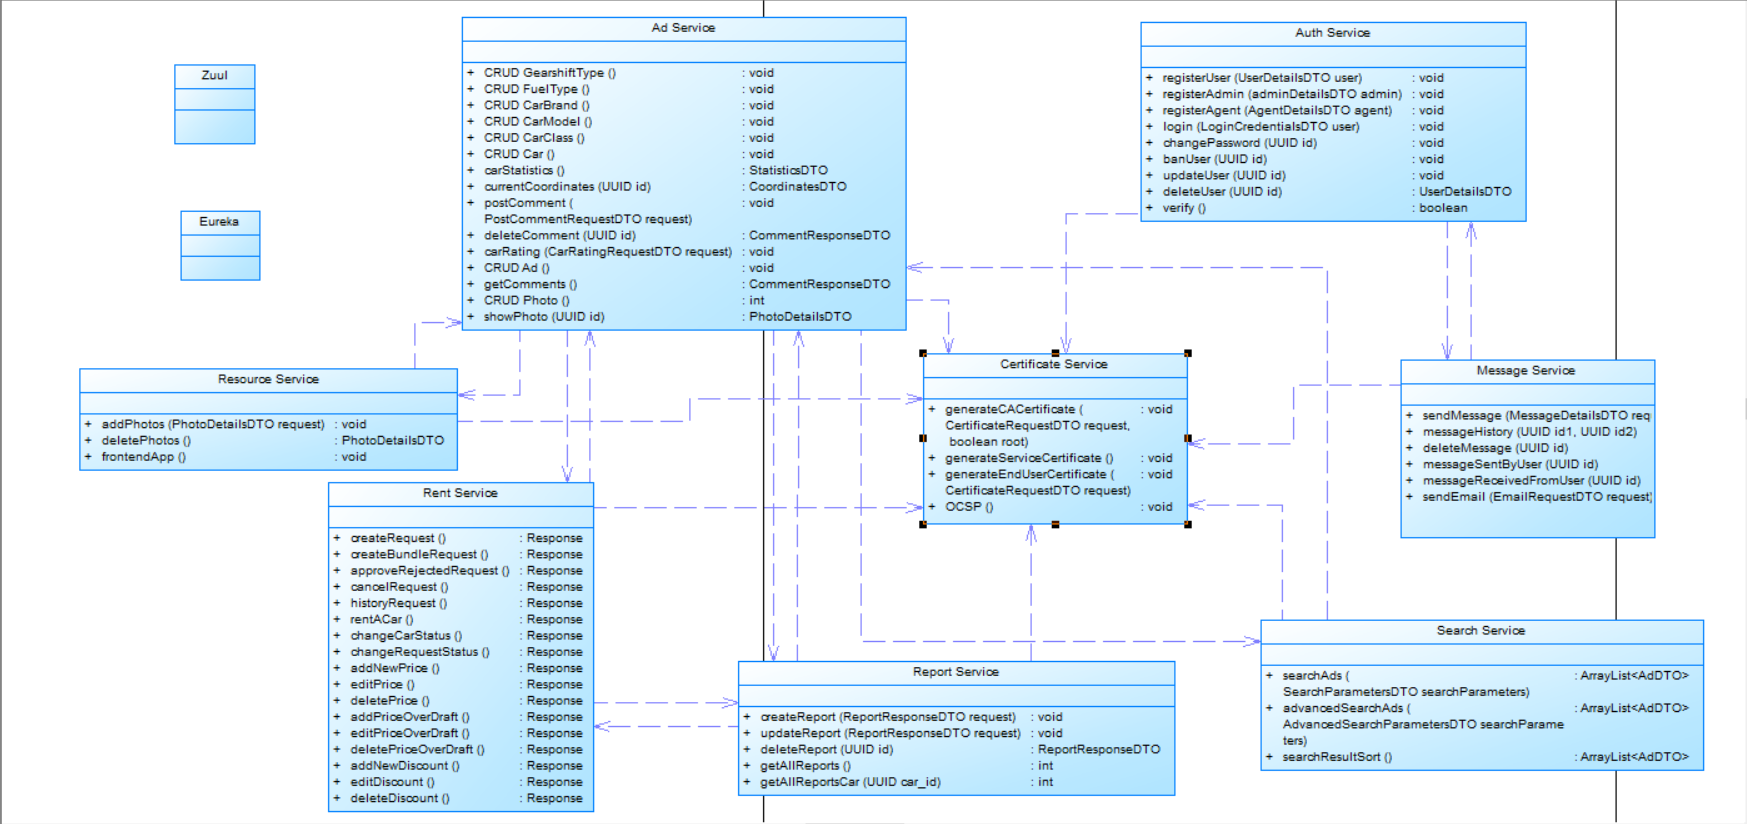 Zuul
Eureka
Ad Service
+ CRUD GearshiftType () : void
+ CRUD FuelType () : void
+ CRUD CarBrand () : void
+ CRUD CarModel () : void
+ CRUD CarClass () : void
+ CRUD Car () : void
+ carStatistics () : StatisticsDTO
+ currentCoordinates (UUID id) : CoordinatesDTO
+ postComment ( : void
PostCommentRequestDTO request)
+ deleteComment (UUID id) : CommentResponseDTO
+ carRating (CarRatingRequestDTO request) : void
+ CRUD Ad () : void
+ getComments () : CommentResponseDTO
+ CRUD Photo () : int
+ showPhoto (UUID id) : PhotoDetailsDTO
Auth Service
+ registerUser (UserDetailsDTO user) : void
+ registerAdmin (adminDetailsDTO admin) : void
+ registerAgent (AgentDetailsDTO agent) : void
+ login (LoginCredentialsDTO user) : void
+ changePassword (UUID id) : void
+ banUser (UUID id) : void
+ updateUser (UUID id) : void
+ deleteUser (UUID id) : UserDetailsDTO
+ verify () : boolean
Resource Service
+ addPhotos (PhotoDetailsDTO request) : void
+ deletePhotos () : PhotoDetailsDTO
+ frontendApp () : void
Certificate Service
+ generateCACertificate ( : void
CertificateRequestDTO request,
boolean root)
+ generateServiceCertificate () : void
+ generateEndUserCertificate ( : void
CertificateRequestDTO request)
+ OCSP () : void
Message Service
+ sendMessage (MessageDetailsDTO req
+ messageHistory (UUID id1, UUID id2)
+ deleteMessage (UUID id)
+ messageSentByUser (UUID id)
+ messageReceivedFromUser (UUID id)
+ sendEmail (EmailRequestDTO request)
Rent Service
+ createRequest () : Response
+ createBundleRequest () : Response
+ approveRejectedRequest () : Response
+ cancelRequest () : Response
+ historyRequest () : Response
+ rentACar () : Response
+ changeCarStatus () : Response
+ changeRequestStatus () : Response
+ addNewPrice () : Response
+ editPrice () : Response
+ deletePrice () : Response
+ addPriceOverDraft () : Response
+ editPriceOverDraft () : Response
+ deletePriceOverDraft () : Response
+ addNewDiscount () : Response
+ editDiscount () : Response
+ deleteDiscount () : Response
Report Service
+ createReport (ReportResponseDTO request) : void
+ updateReport (ReportResponseDTO request) : void
+ deleteReport (UUID id) : ReportResponseDTO
+ getAllReports () : int
+ getAllReportsCar (UUID car_id) : int
Search Service
+ searchAds ( : ArrayList<AdDTO>
SearchParametersDTO searchParameters)
+ advancedSearchAds ( : ArrayList<AdDTO>
AdvancedSearchParametersDTO searchParame
ters)
+ searchResultSort () : ArrayList<AdDTO>